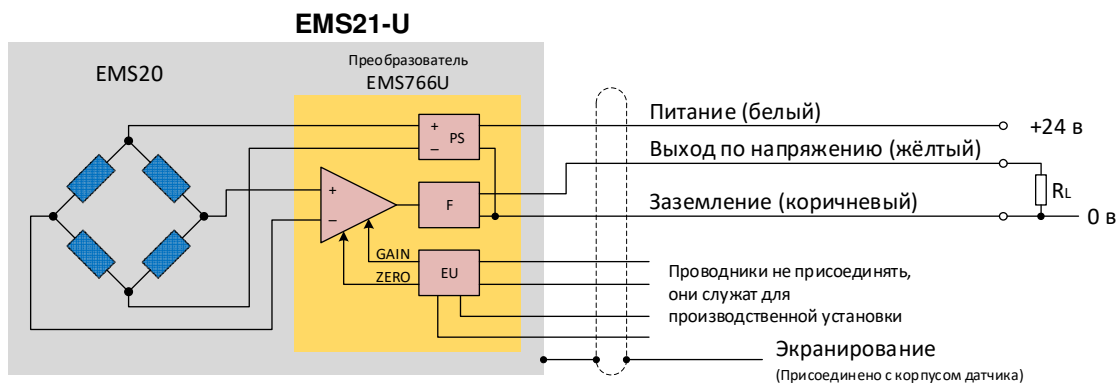 EMS21-U
EMS20
Преобразователь
EMS766U
+
–
PS
+
–
F
GAIN
ZERO
EU
Питание (белый)
+24 в
Выход по напряжению (жёлтый)
RL
Заземление (коричневый)
0 в
Проводники не присоединять,
они служат для
производственной установки
Экранирование
(Присоединено с корпусом датчика)